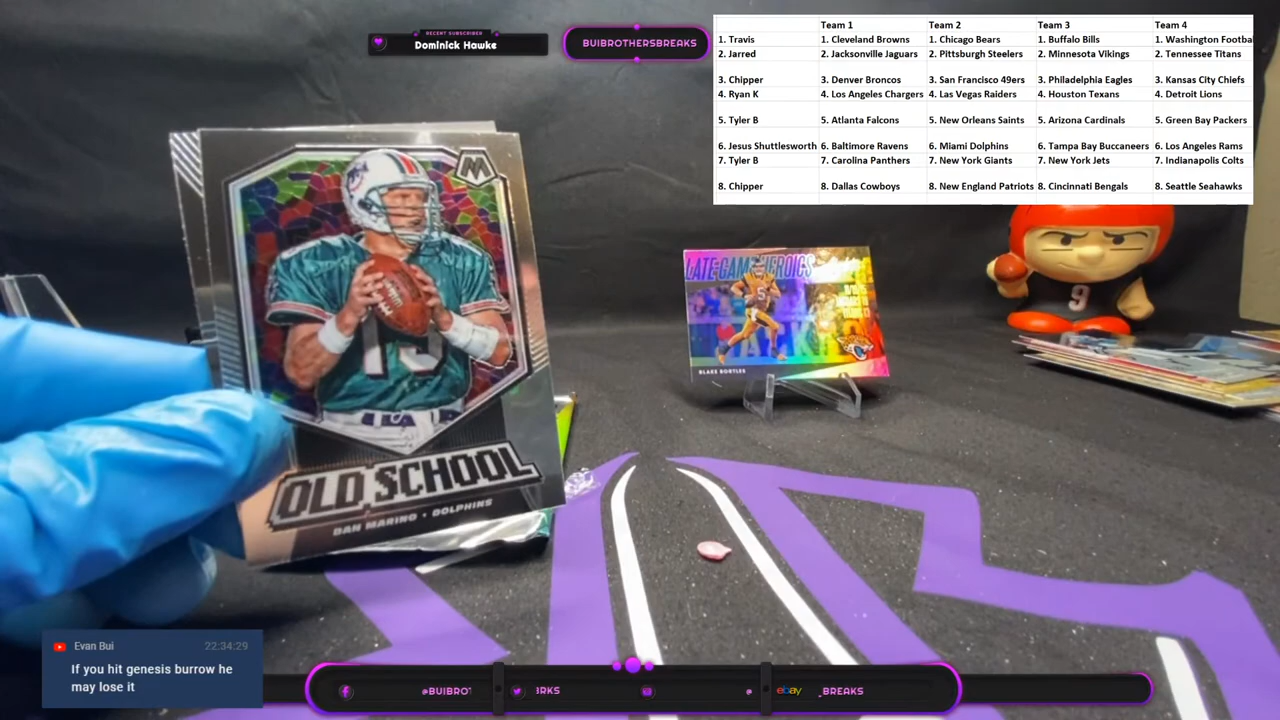 RECENT SUBSCRIBER
Dominick Hawke
BUIBROTHERSBREAKS
Team 1 Team 2 Team 3 Team 4
1. Travis 1. Cleveland Browns 1. Chicago Bears 1. Buffalo Bills 1. Washington Footba
2. Jarred 2. Jacksonville Jaguars 2. Pittsburgh Steelers 2. Minnesota Vikings 2. Tennessee Titans
3. Chipper 3. Denver Broncos 3. San Francisco 49ers 3. Philadelphia Eagles 3. Kansas City Chiefs
4. Ryan K 4. Los Angeles Chargers 4. Las Vegas Raiders 4. Houston Texans 4. Detroit Lions
5. Tyler B 5. Atlanta Falcons 5. New Orleans Saints 5. Arizona Cardinals 5. Green Bay Packers
6. Jesus Shuttlesworth 6. Baltimore Ravens 6. Miami Dolphins 6. Tampa Bay Buccaneers 6. Los Angeles Rams
7. Tyler B 7. Carolina Panthers 7. New York Giants 7. New York Jets 7. Indianapolis Colts
8. Chipper 8. Dallas Cowboys 8. New England Patriots 8. Cincinnati Bengals 8. Seattle Seahawks
M
13
OLD SCHOOL
DAN MARINO • DOLPHINS
LATE-GAME HEROICS
5
BLAKE BORTLES
9
Evan Bui 22:34:29
If you hit genesis burrow he
may lose it
@BUIBRO
RKS
@
ebay
_BREAKS